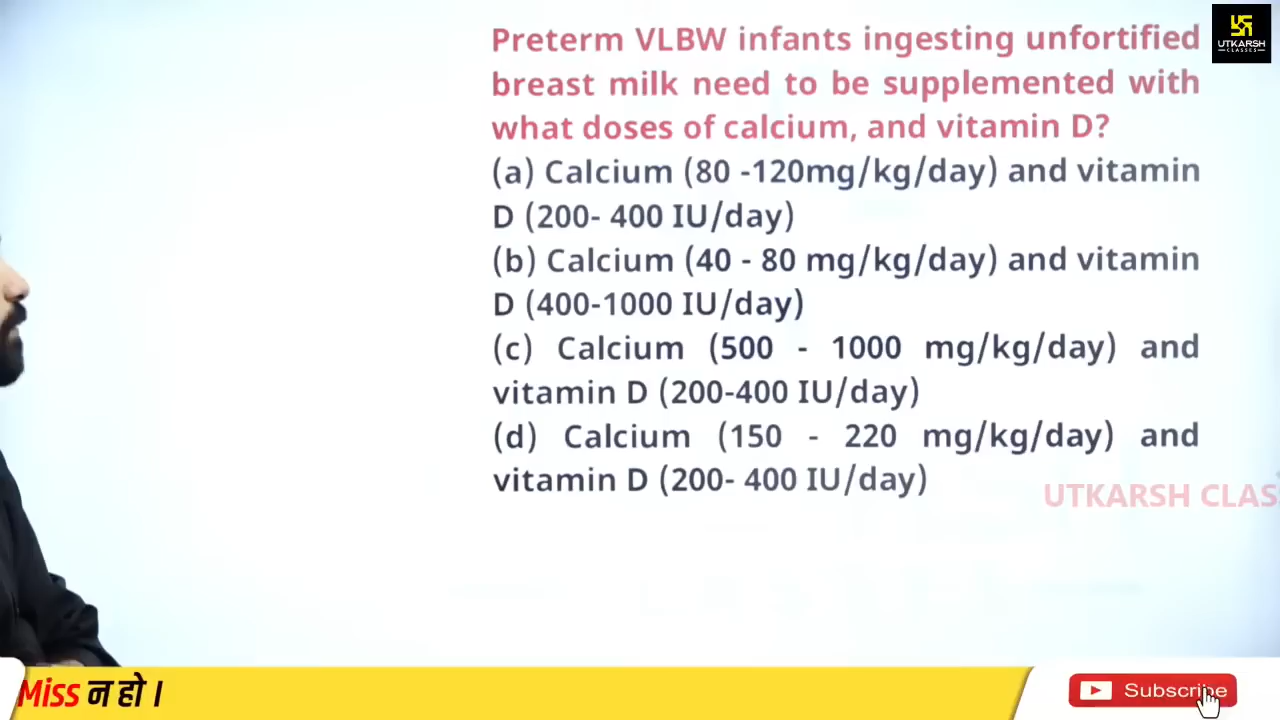 Preterm VLBW infants ingesting unfortified
breast milk need to be supplemented with
what doses of calcium, and vitamin D?
(a) Calcium (80 -120mg/kg/day) and vitamin
D (200- 400 IU/day)
(b) Calcium (40 - 80 mg/kg/day) and vitamin
D (400-1000 IU/day)
(c) Calcium (500 - 1000 mg/kg/day) and
vitamin D (200-400 IU/day)
(d) Calcium (150 - 220 mg/kg/day) and
vitamin D (200- 400 IU/day)
UTKARSH
CLASSES
UTKARSH CLAS
Miss न हो ।
Subscribe